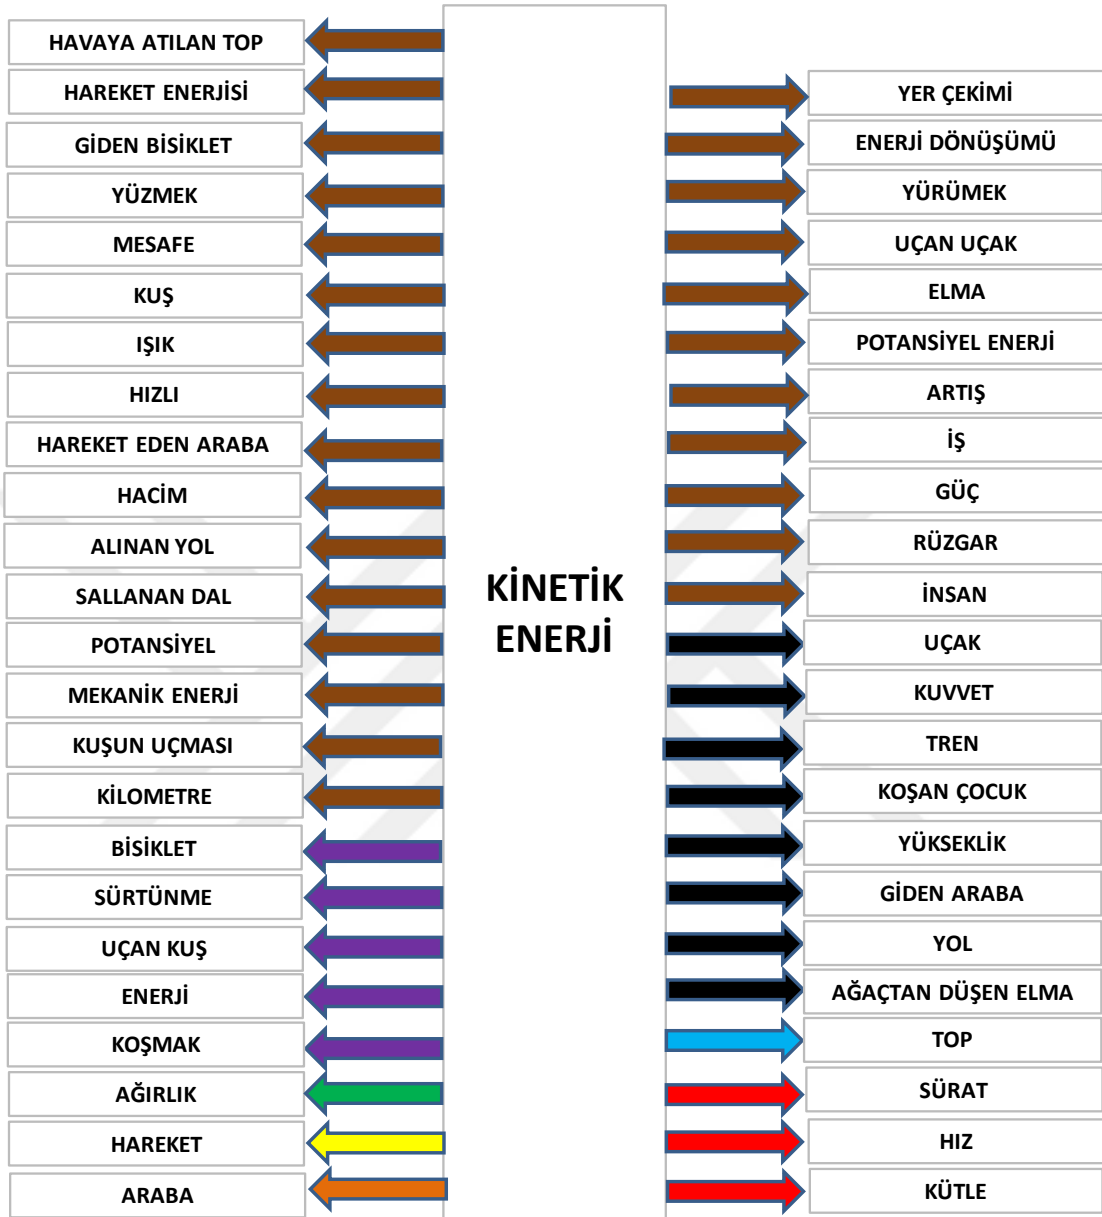 HAVAYA ATILAN TOP
HAREKET ENERJİSİ
GİDEN BİSİKLET
YÜZMEK
MESAFE
KUŞ
IŞIK
HIZLI
HAREKET EDEN ARABA
HACİM
ALINAN YOL
SALLANAN DAL
POTANSİYEL
MEKANİK ENERJİ
KUŞUN UÇMASI
KİLOMETRE
BİSİKLET
SÜRTÜNME
UÇAN KUŞ
ENERJİ
KOŞMAK
AĞIRLIK
HAREKET
ARABA
KİNETİK
ENERJİ
YER ÇEKİMİ
ENERJİ DÖNÜŞÜMÜ
YÜRÜMEK
UÇAN UÇAK
ELMA
POTANSİYEL ENERJİ
ARTIŞ
İŞ
GÜÇ
RÜZGAR
İNSAN
UÇAK
KUVVET
TREN
KOŞAN ÇOCUK
YÜKSEKLİK
GİDEN ARABA
YOL
AĞAÇTAN DÜŞEN ELMA
TOP
SÜRAT
HIZ
KÜTLE